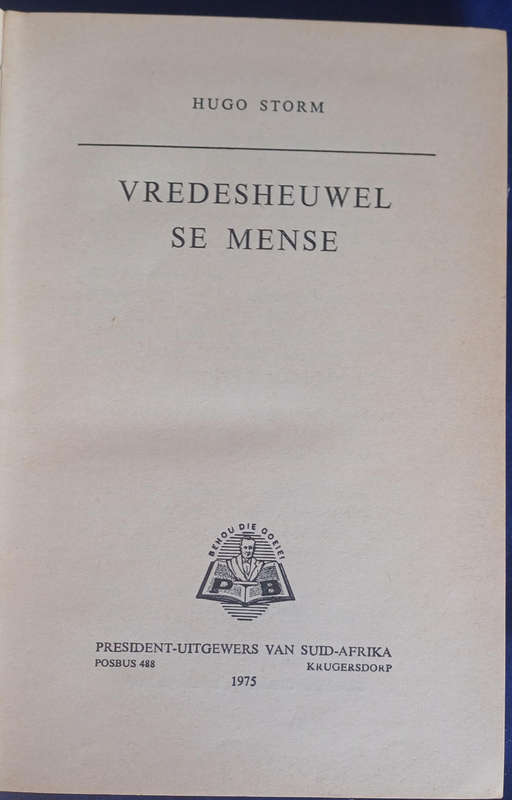 HUGO STORM
VREDESHEUWEL
SE MENSE
BEHOU DIE GOEIE!
P B
PRESIDENT-UITGEWERS VAN SUID-AFRIKA
POSBUS 488 KRUGERSDORP
1975